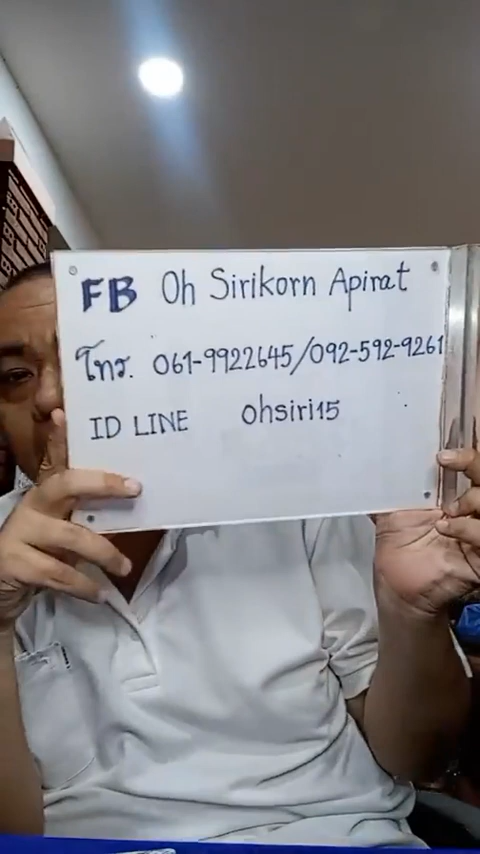 FB Oh Sirikorn Apirat
โทร. 061-9922645/092-592-9261
ID LINE ohsiri15